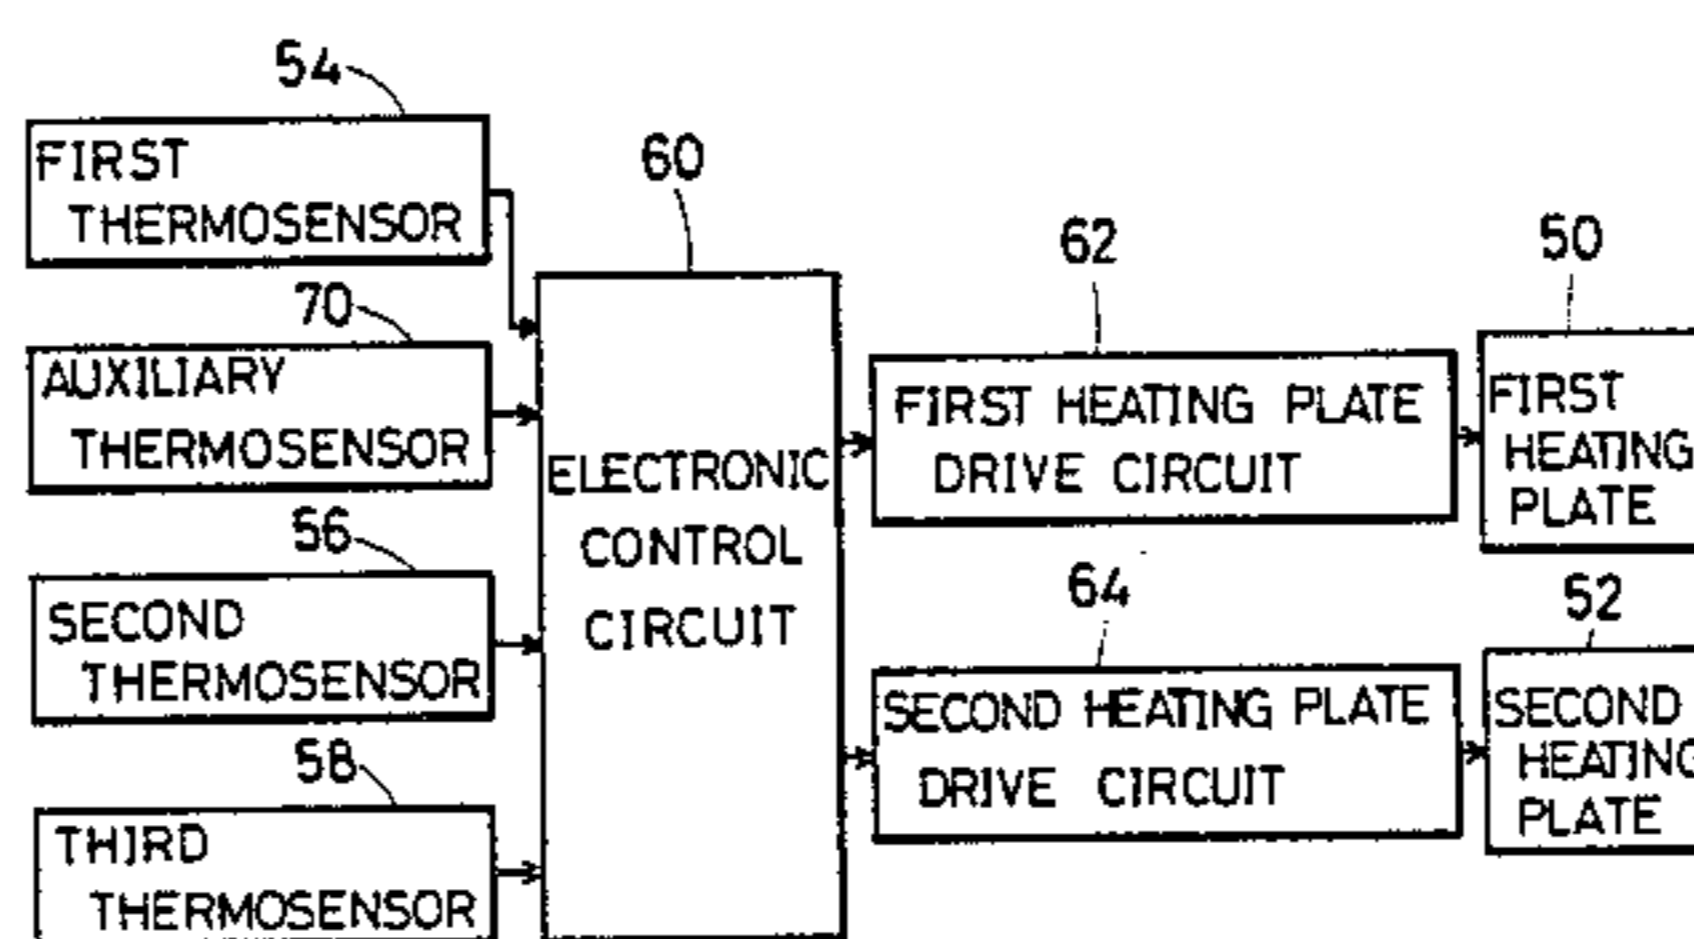 54
FIRST
THERMOSENSOR
70
AUXILIARY
THERMOSENSOR
56
SECOND
THERMOSENSOR
58
THIRD
THERMOSENSOR
60
ELECTRONIC
CONTROL
CIRCUIT
62
FIRST HEATING PLATE
DRIVE CIRCUIT
64
SECOND HEATING PLATE
DRIVE CIRCUIT
50
FIRST
HEATING
PLATE
52
SECOND
HEATING
PLATE